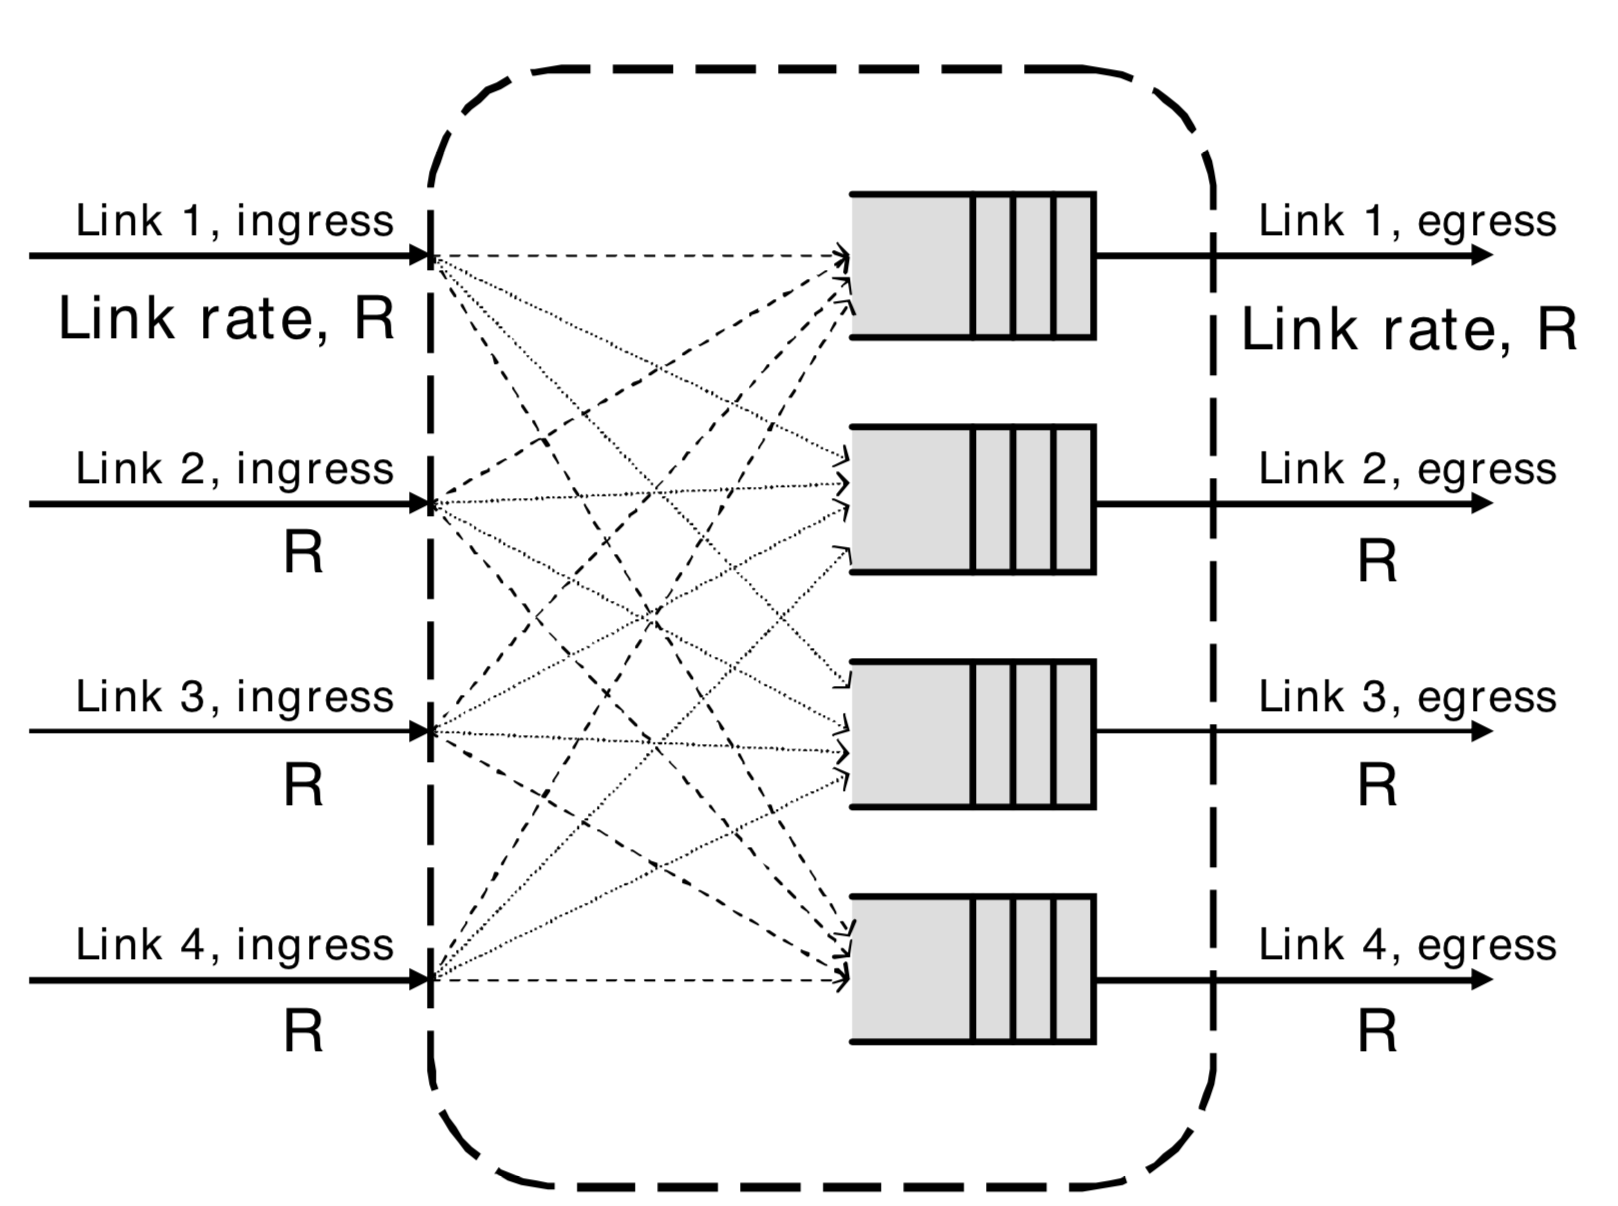 Link 1, ingress
Link 1, egress
Link rate, R
Link rate, R
Link 2, ingress
Link 2, egress
R
R
Link 3, ingress
Link 3, egress
R
R
Link 4, ingress
Link 4, egress
R
R